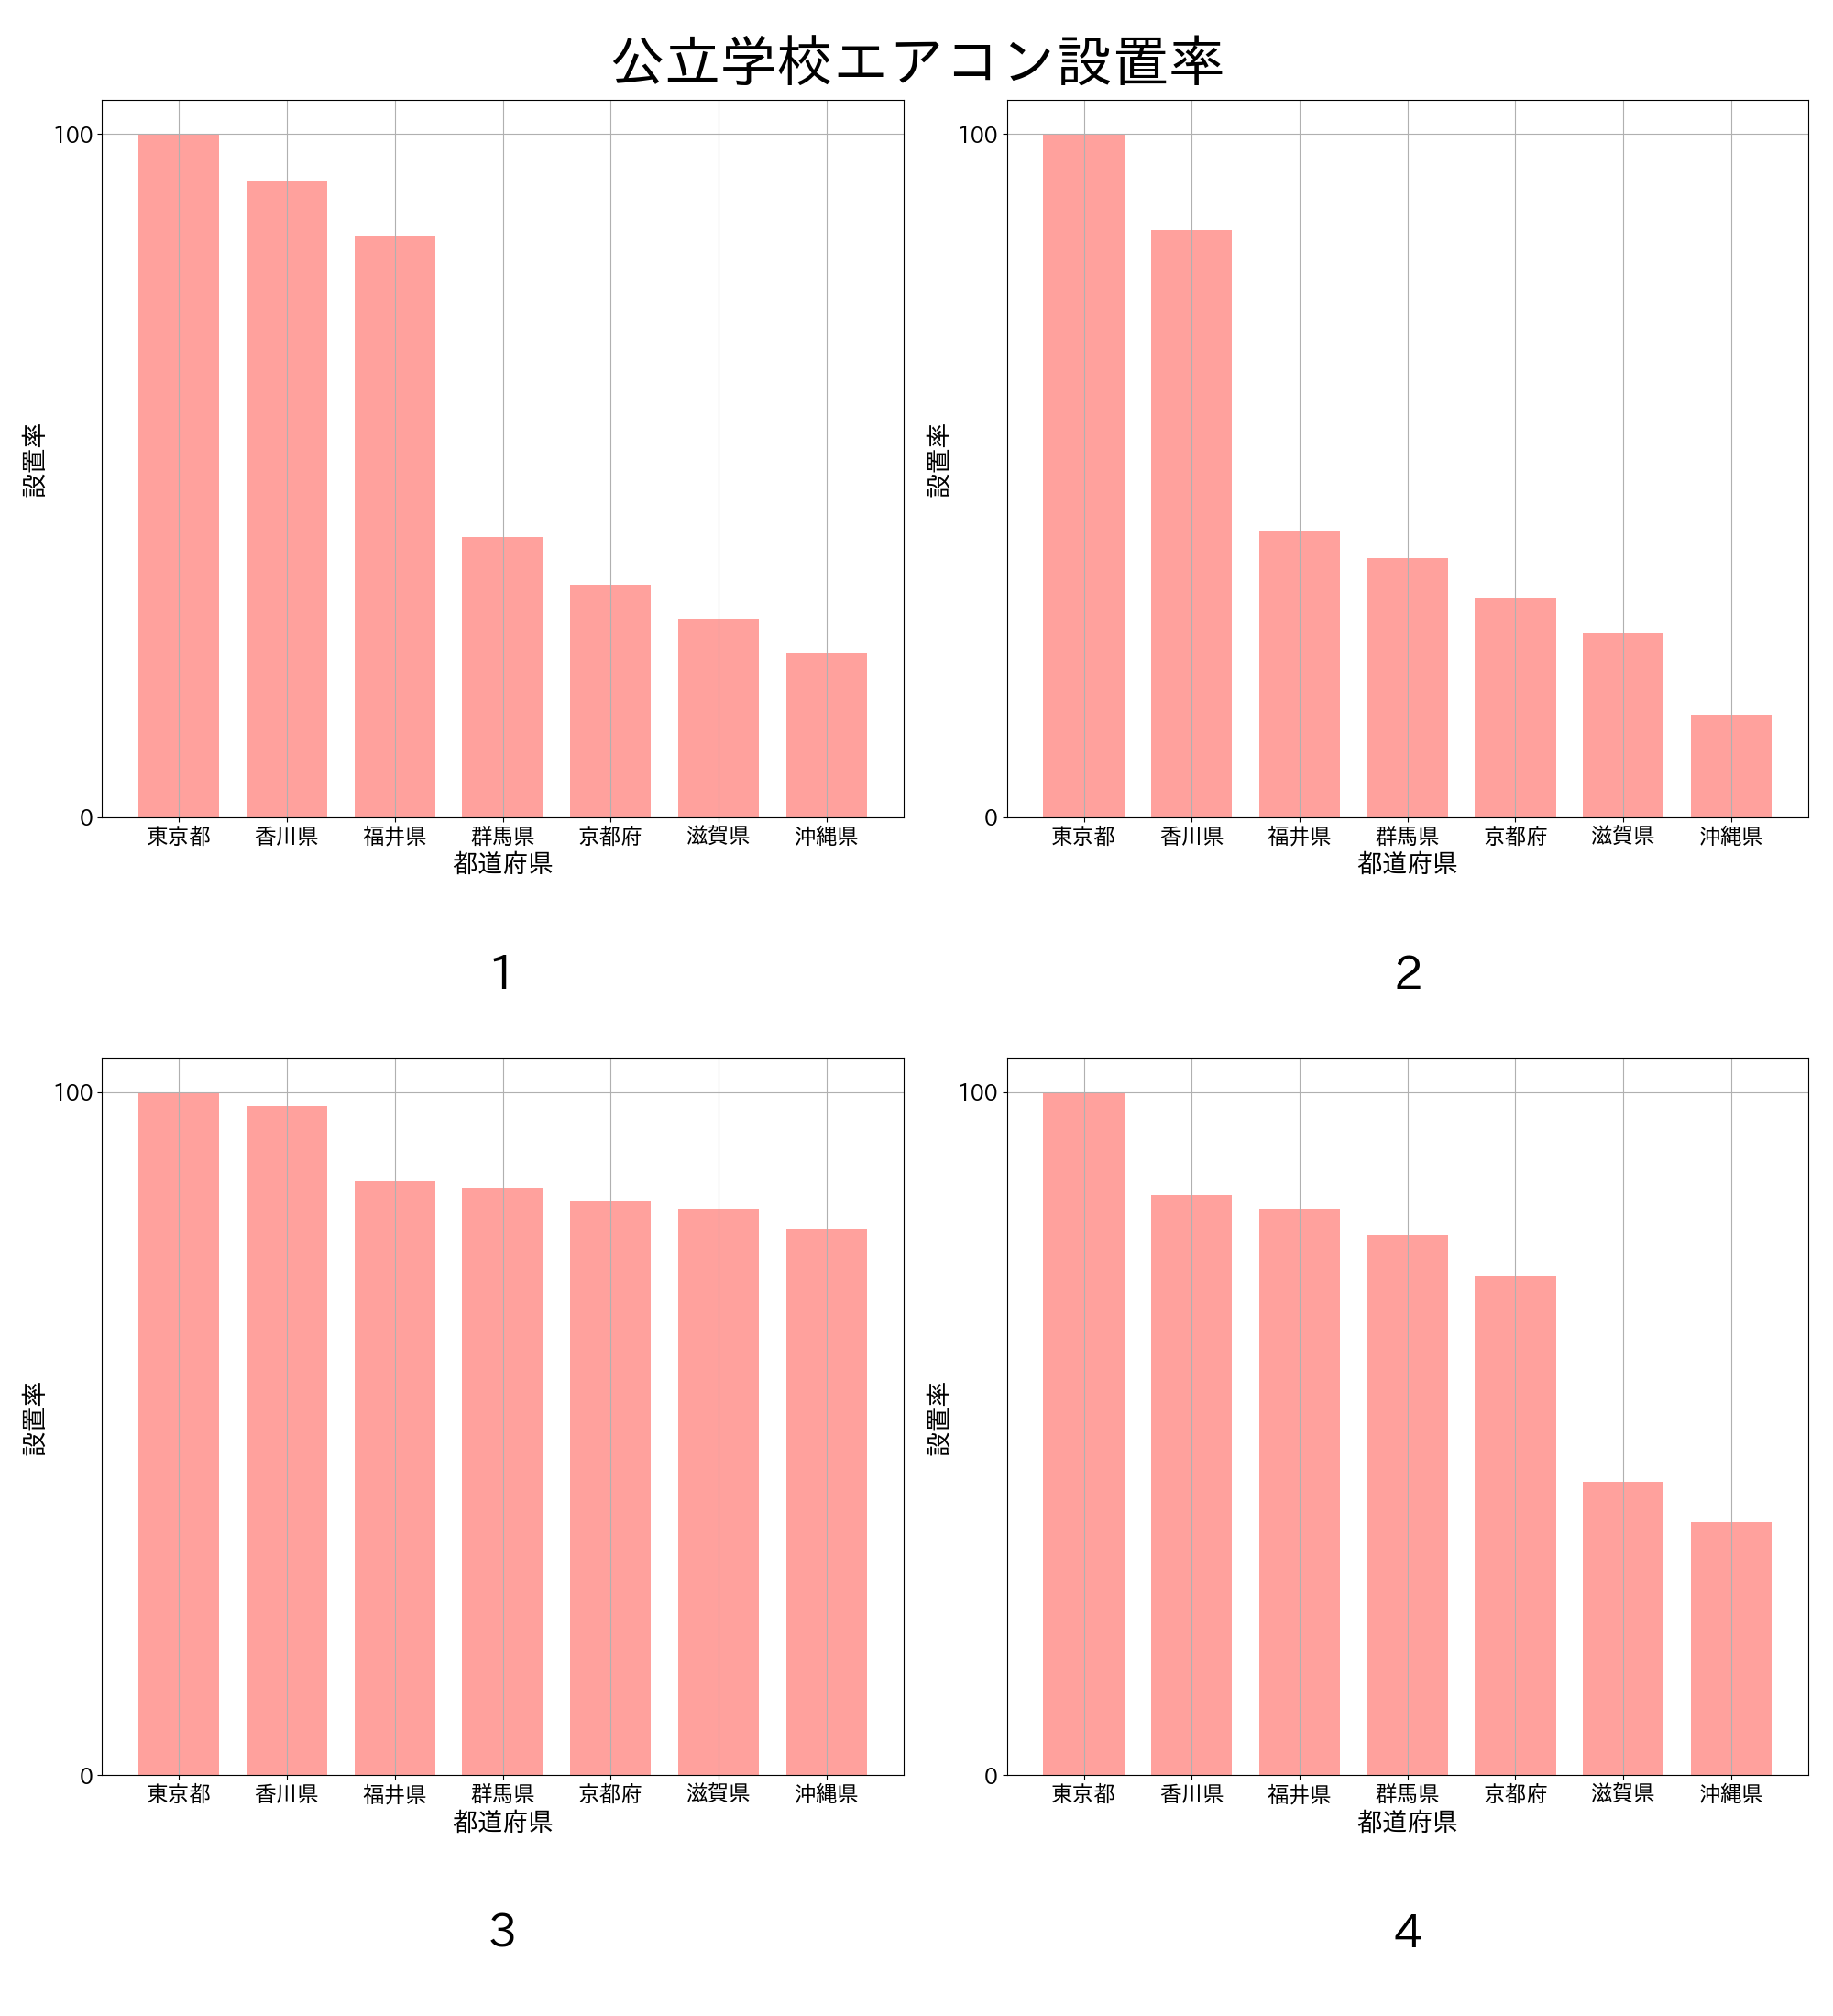 公立学校エアコン設置率
100
0
設置率
東京都 香川県 福井県 群馬県 京都府 滋賀県 沖縄県
都道府県
1
100
0
設置率
東京都 香川県 福井県 群馬県 京都府 滋賀県 沖縄県
都道府県
2
100
0
設置率
東京都 香川県 福井県 群馬県 京都府 滋賀県 沖縄県
都道府県
3
100
0
設置率
東京都 香川県 福井県 群馬県 京都府 滋賀県 沖縄県
都道府県
4